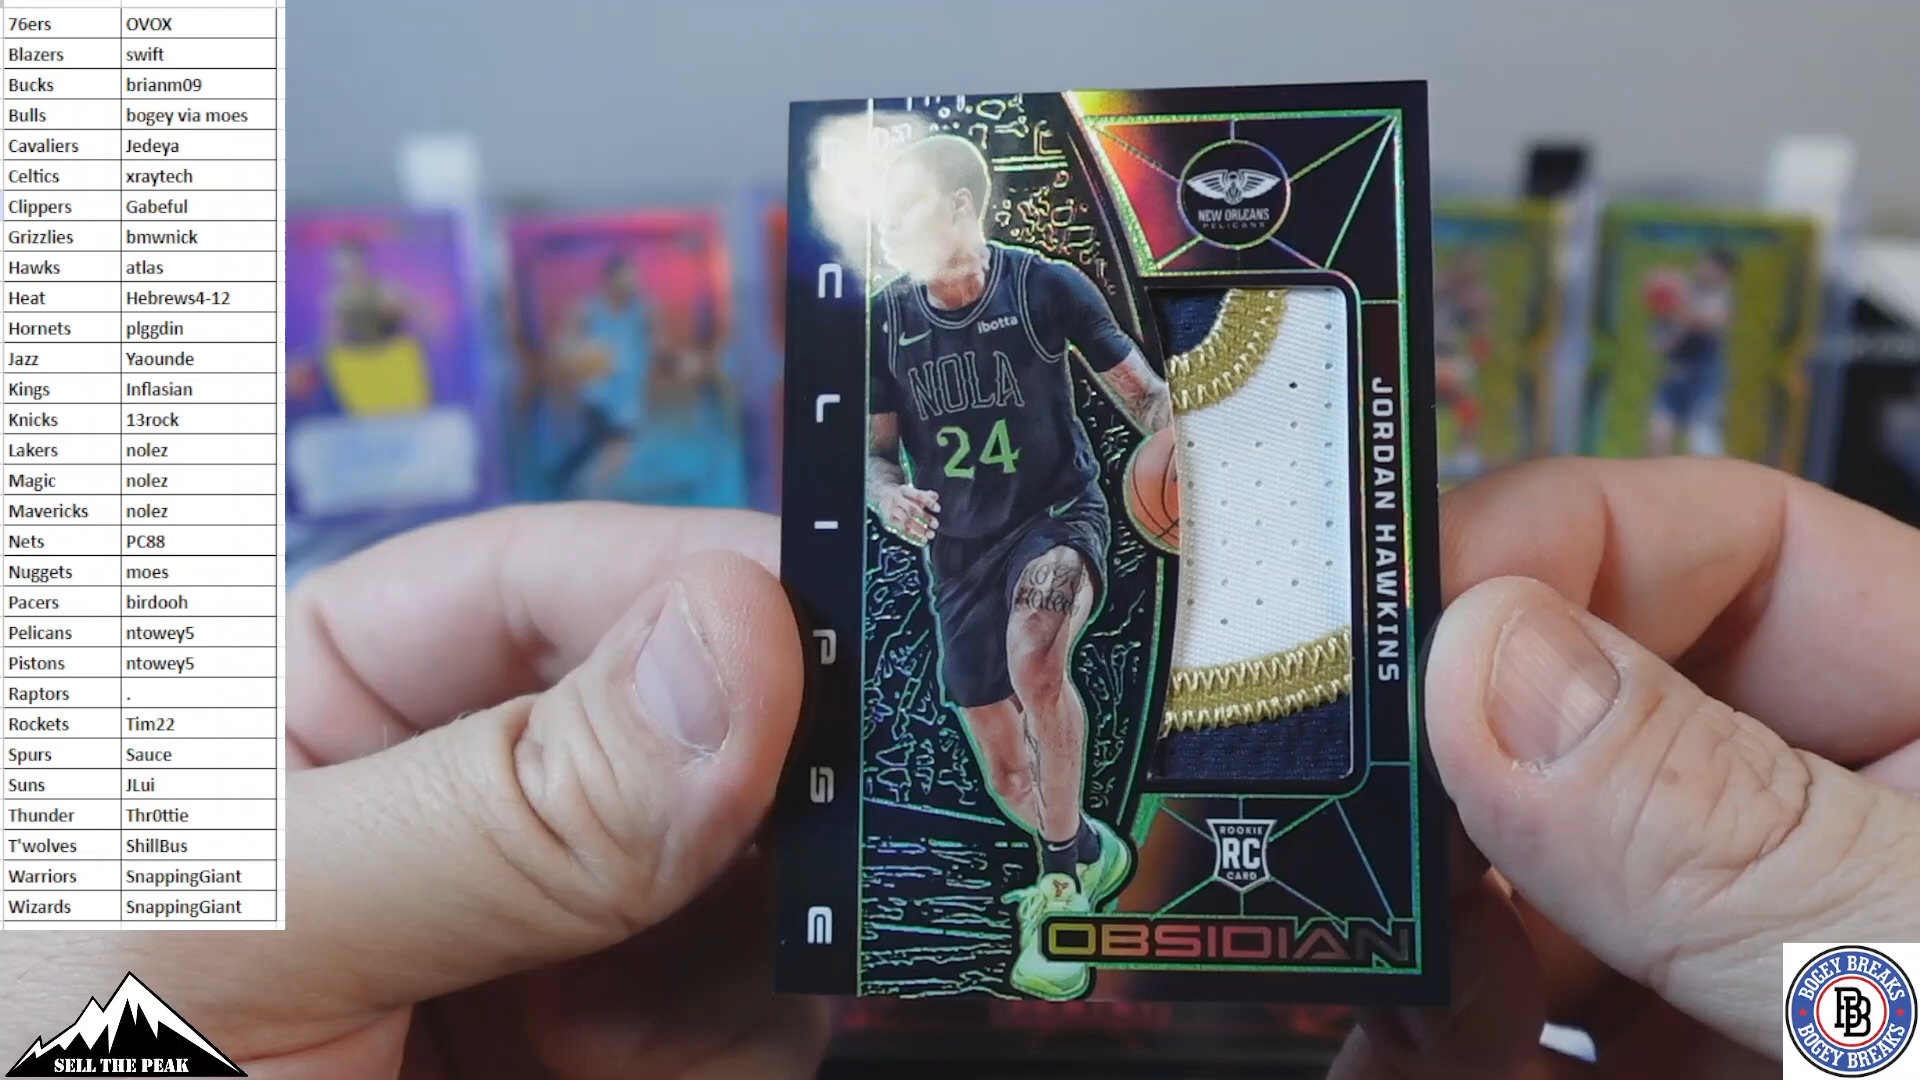 76ers OVOX
Blazers swift
Bucks brianm09
Bulls bogey via moes
Cavaliers Jedeya
Celtics xraytech
Clippers Gabeful
Grizzlies bmwnick
Hawks atlas
Heat Hebrews4-12
Hornets plggdin
Jazz Yaounde
Kings Inflasian
Knicks 13rock
Lakers nolez
Magic nolez
Mavericks nolez
Nets PC88
Nuggets moes
Pacers birdooh
Pelicans ntowey5
Pistons ntowey5
Raptors .
Rockets Tim22
Spurs Sauce
Suns JLui
Thunder Thr0ttie
T'wolves ShillBus
Warriors SnappingGiant
Wizards SnappingGiant
SELL THE PEAK
NEW ORLEANS
PELICANS
ibotta
NOLA
24
JORDAN HAWKINS
ROOKIE
RC
CARD
OBSIDIAN
BOGEY BREAKS
BB
BOGEY BREAKS